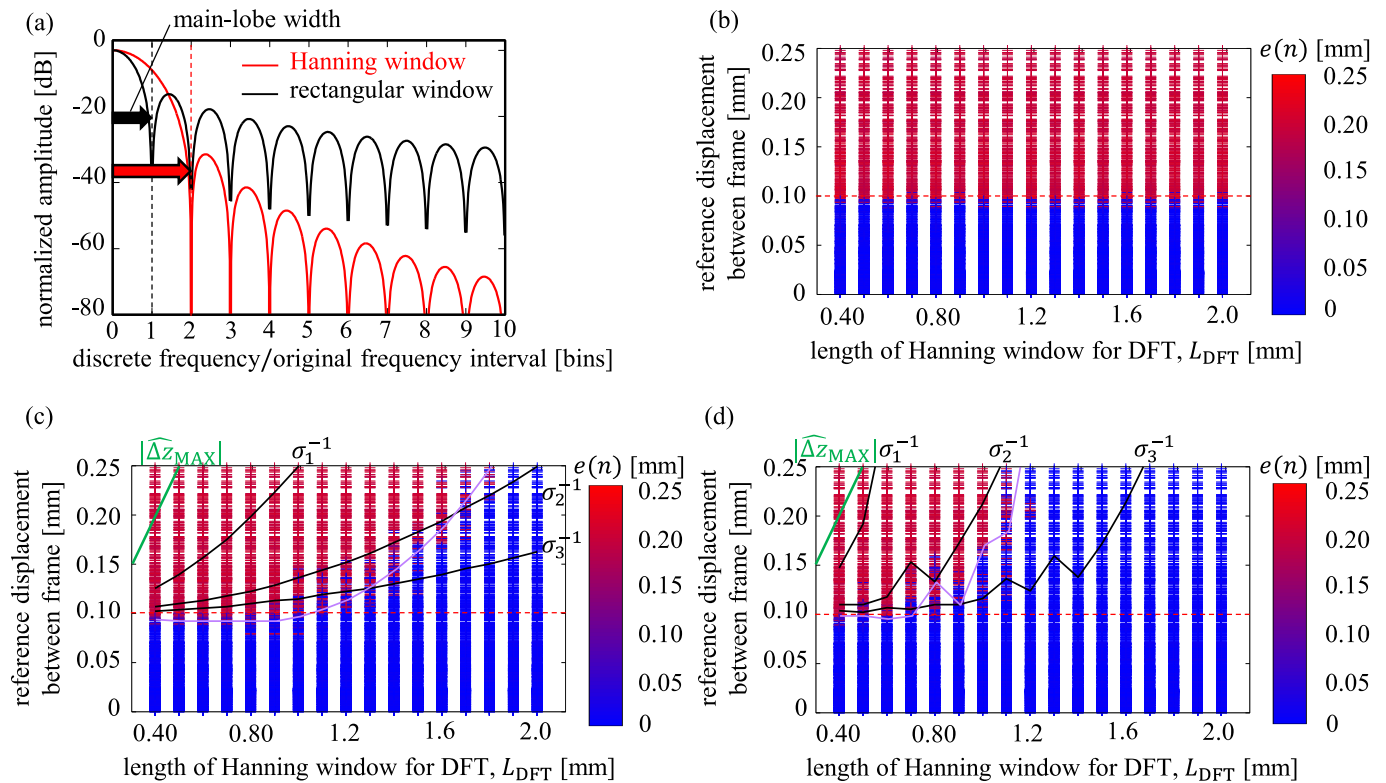 (a)
main-lobe width
normalized amplitude [dB]
0
-20
-40
-60
-80
Hanning window
rectangular window
0 1 2 3 4 5 6 7 8 9 10
discrete frequency/original frequency interval [bins]
(b)
reference displacement
between frame [mm]
0.25
0.20
0.15
0.10
0.05
0
0.40 0.80 1.2 1.6 2.0
length of Hanning window for DFT, L_DFT [mm]
e(n) [mm]
0.25
0.20
0.15
0.10
0.05
0
(c)
|Δz_MAX|^
σ₁⁻¹
σ₂⁻¹
σ₃⁻¹
reference displacement
between frame [mm]
0.25
0.20
0.15
0.10
0.05
0
0.40 0.80 1.2 1.6 2.0
length of Hanning window for DFT, L_DFT [mm]
e(n) [mm]
0.25
0.20
0.15
0.10
0.05
0
(d)
|Δz_MAX|^
σ₁⁻¹
σ₂⁻¹
σ₃⁻¹
reference displacement
between frame [mm]
0.25
0.20
0.15
0.10
0.05
0
0.40 0.80 1.2 1.6 2.0
length of Hanning window for DFT, L_DFT [mm]
e(n) [mm]
0.25
0.20
0.15
0.10
0.05
0